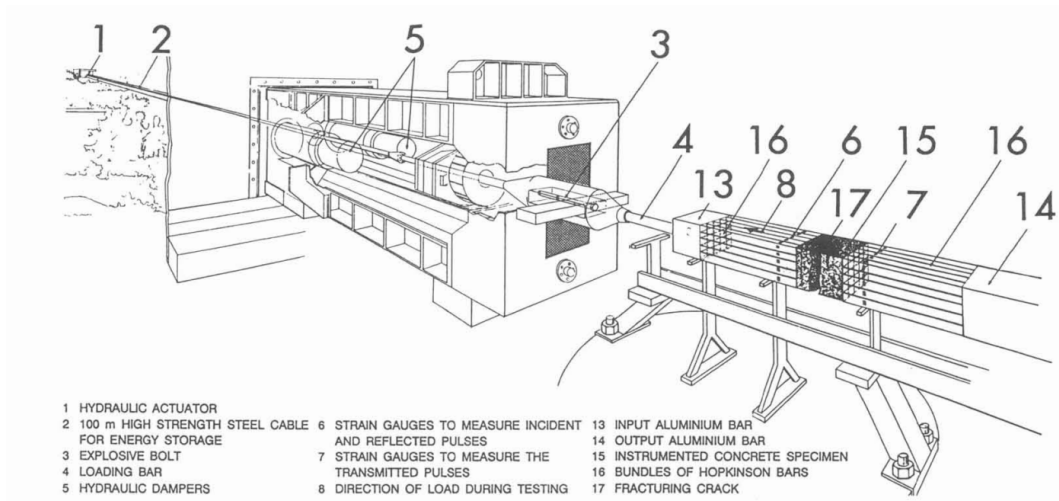 1 2 5 3
4 13 16 8 17 6 15 7 16 14
1 HYDRAULIC ACTUATOR
2 100 m HIGH STRENGTH STEEL CABLE
FOR ENERGY STORAGE
3 EXPLOSIVE BOLT
4 LOADING BAR
5 HYDRAULIC DAMPERS
6 STRAIN GAUGES TO MEASURE INCIDENT
AND REFLECTED PULSES
7 STRAIN GAUGES TO MEASURE THE
TRANSMITTED PULSES
8 DIRECTION OF LOAD DURING TESTING
13 INPUT ALUMINIUM BAR
14 OUTPUT ALUMINIUM BAR
15 INSTRUMENTED CONCRETE SPECIMEN
16 BUNDLES OF HOPKINSON BARS
17 FRACTURING CRACK